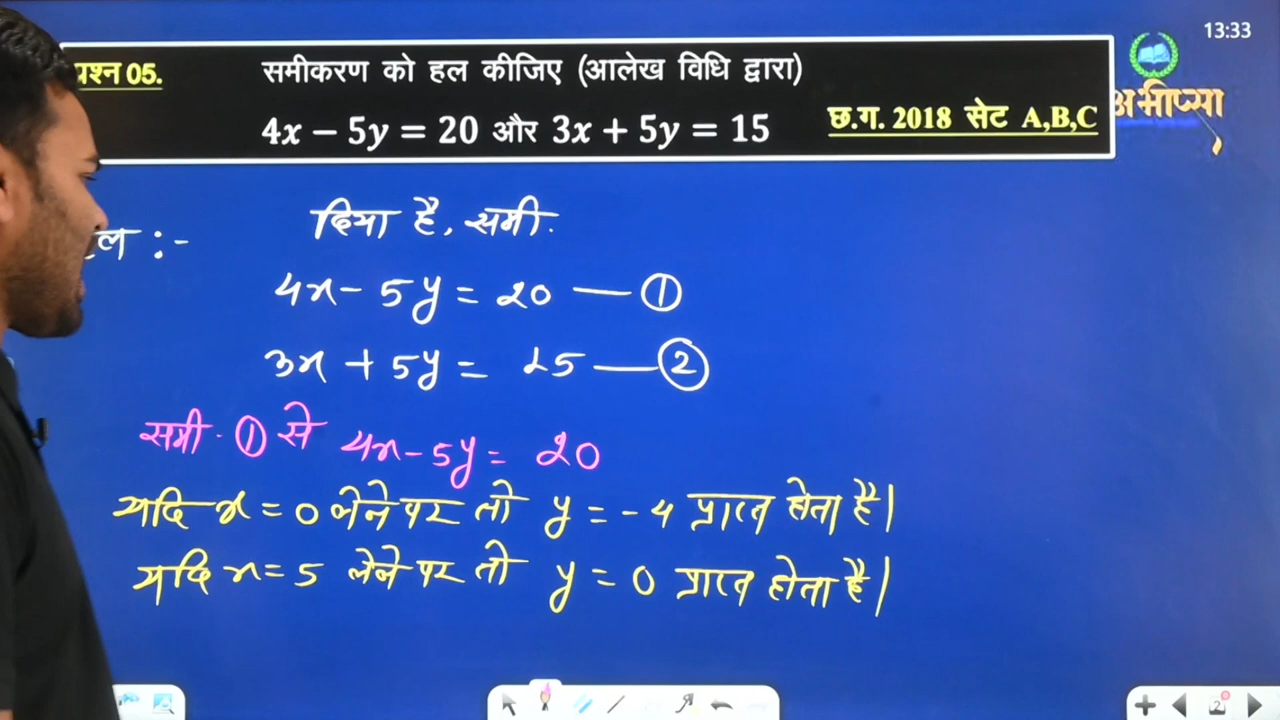 13:33
प्रश्न 05. समीकरण को हल कीजिए (आलेख विधि द्वारा)
4x − 5y = 20 और 3x + 5y = 15 छ.ग. 2018 सेट A,B,C
अभीप्सा
दिया है, समी.
ल :-
4x - 5y = 20 — ①
3x + 5y = 25 — ②
समी. ① से 4x - 5y = 20
यदि x = 0 लेने पर तो y = - 4 प्राप्त होता है।
यदि x = 5 लेने पर तो y = 0 प्राप्त होता है।
2